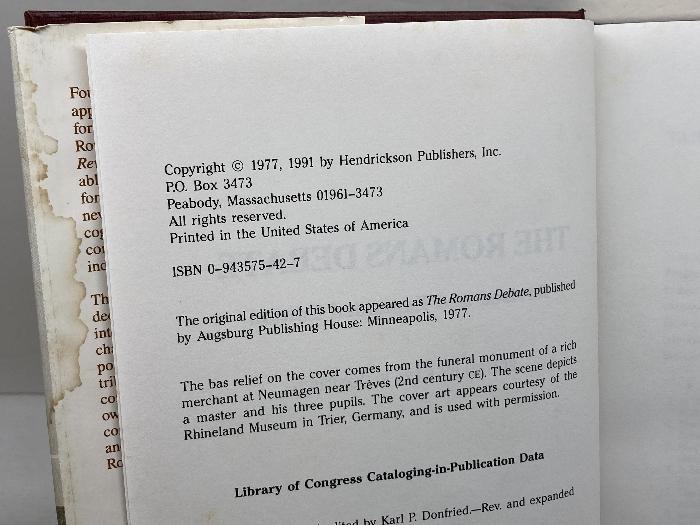 Copyright © 1977, 1991 by Hendrickson Publishers, Inc.
P.O. Box 3473
Peabody, Massachusetts 01961–3473
All rights reserved.
Printed in the United States of America
ISBN 0–943575–42–7
The original edition of this book appeared as The Romans Debate, published
by Augsburg Publishing House: Minneapolis, 1977.
The bas relief on the cover comes from the funeral monument of a rich
merchant at Neumagen near Trèves (2nd century CE). The scene depicts
a master and his three pupils. The cover art appears courtesy of the
Rhineland Museum in Trier, Germany, and is used with permission.
Library of Congress Cataloging-in-Publication Data
edited by Karl P. Donfried.—Rev. and expanded